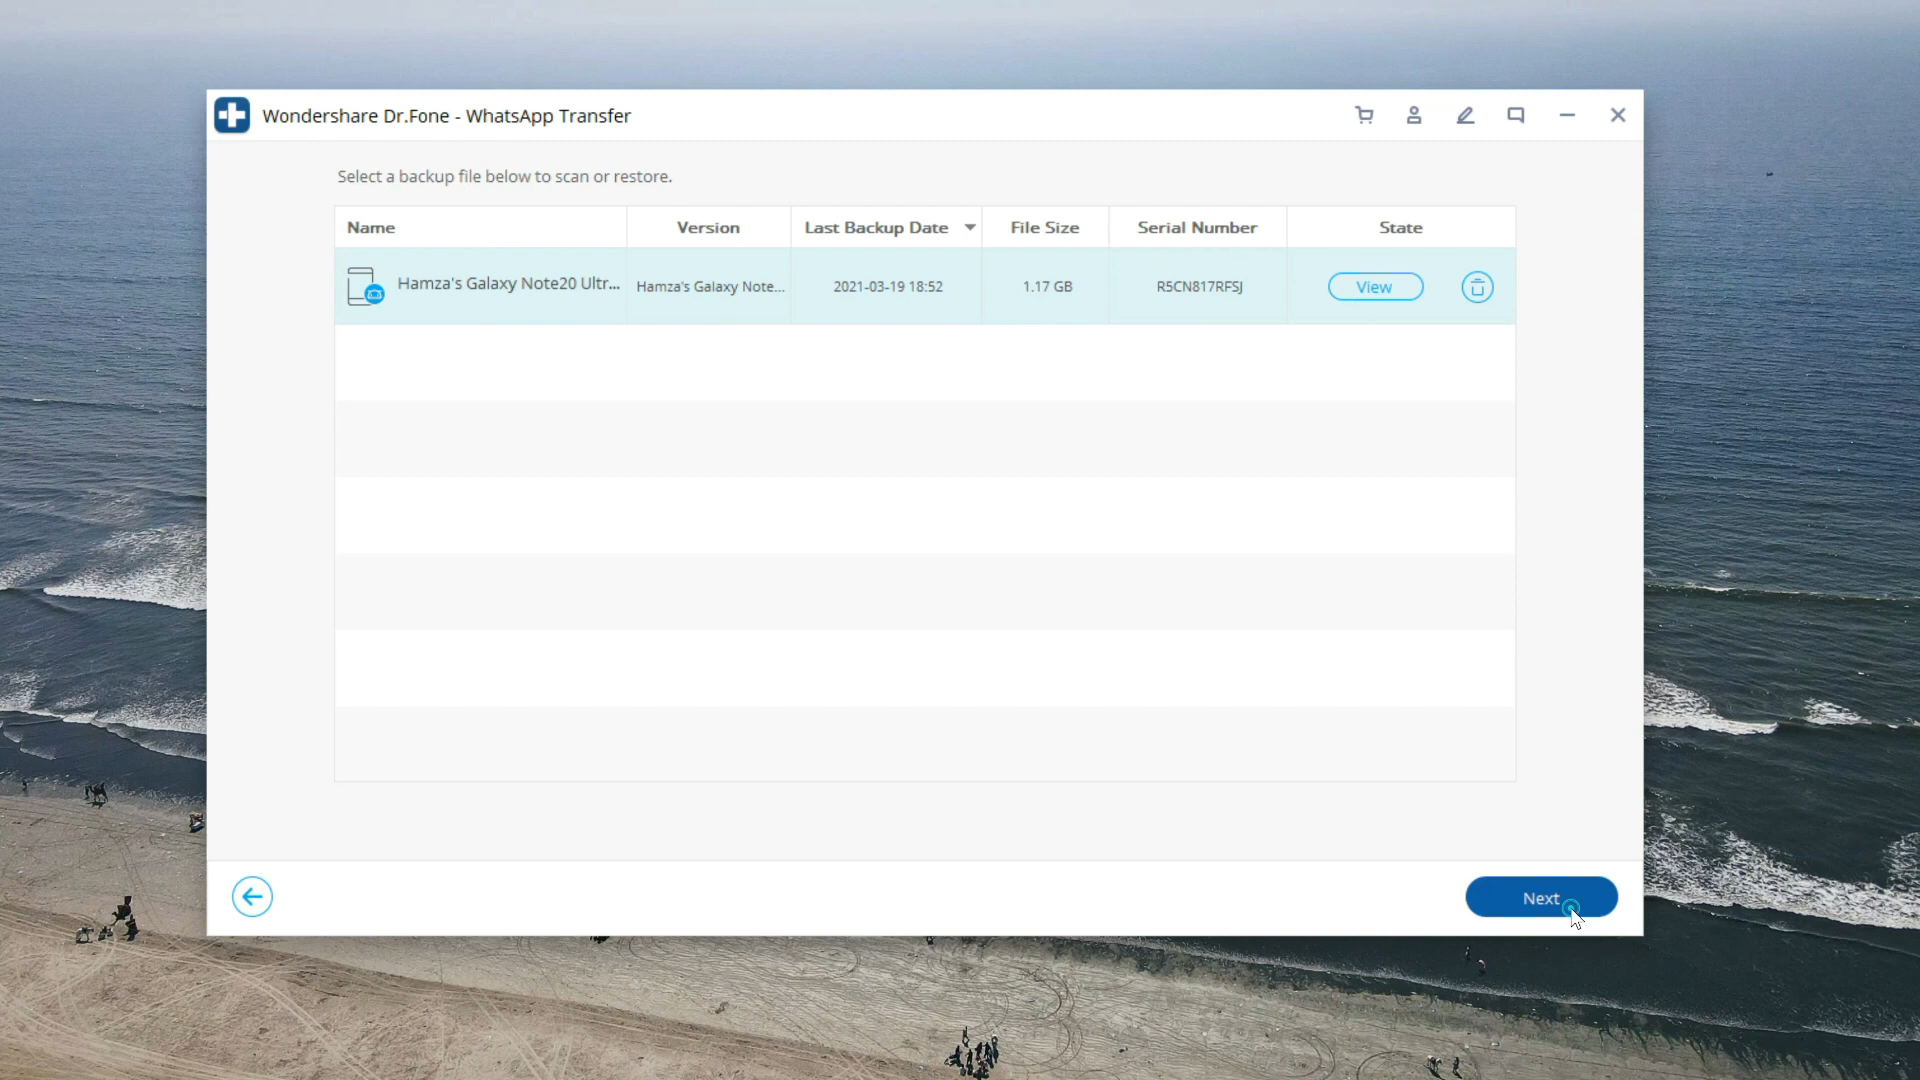 Wondershare Dr.Fone - WhatsApp Transfer
Select a backup file below to scan or restore.
Name Version Last Backup Date File Size Serial Number State
Hamza's Galaxy Note20 Ultr... Hamza's Galaxy Note... 2021-03-19 18:52 1.17 GB R5CN817RFSJ View
Next